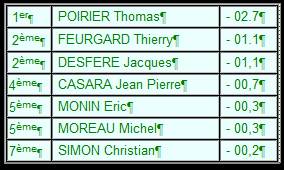 1er¶ POIRIER Thomas¶ - 02.7¶
2ème¶ FEURGARD Thierry¶ - 01.1¶
2ème¶ DESFERE Jacques¶ - 01,1¶
4ème¶ CASARA Jean Pierre¶ - 00,7¶
5ème¶ MONIN Eric¶ - 00,3¶
5ème¶ MOREAU Michel¶ - 00,3¶
7ème¶ SIMON Christian¶ - 00,2¶